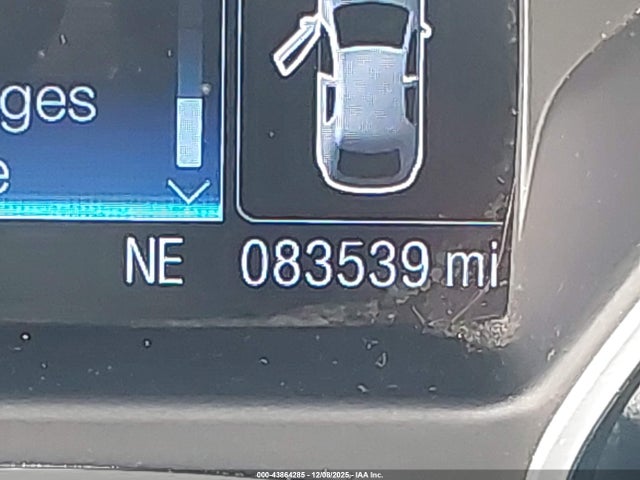 ges
e
NE 083539 mi
000-43864285 - 12/08/2025 - IAA Inc.